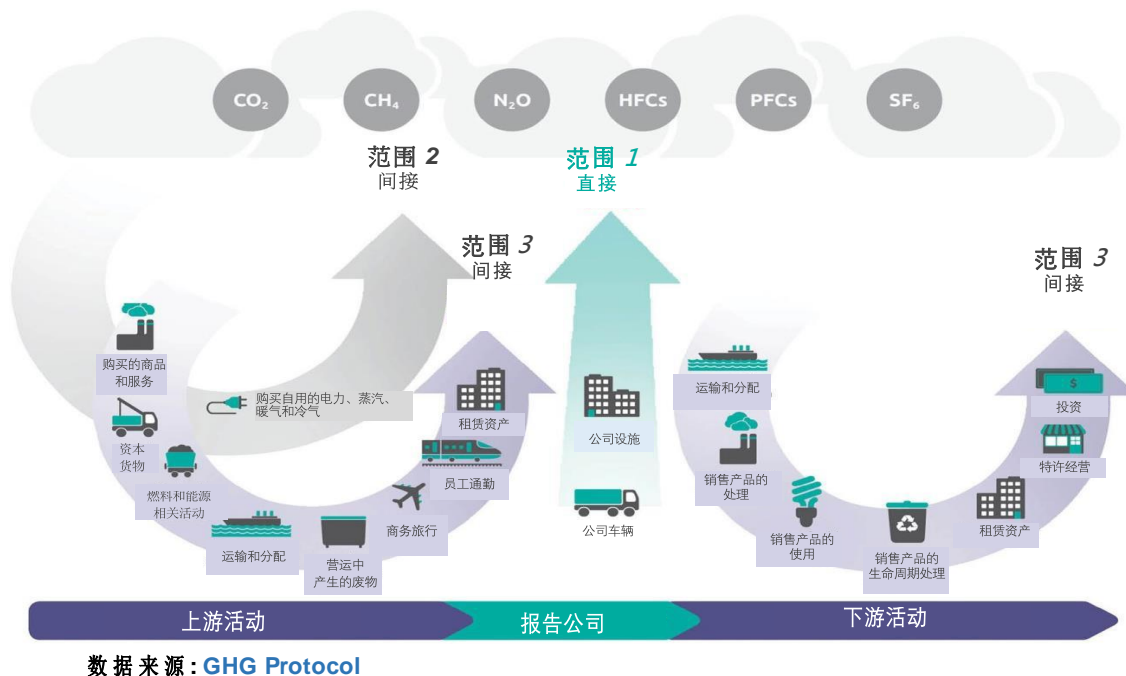 CO₂
CH₄
N₂O
HFCs
PFCs
SF₆
范围 2
间接
范围 1
直接
范围 3
间接
范围 3
间接
购买的商品
和服务
购买自用的电力、蒸汽、
暖气和冷气
资本
货物
燃料和能源
相关活动
运输和分配
营运中
产生的废物
商务旅行
员工通勤
租赁资产
公司设施
公司车辆
运输和分配
销售产品的
处理
销售产品的
使用
销售产品的
生命周期处理
租赁资产
特许经营
$
投资
上游活动
报告公司
下游活动
数据来源: GHG Protocol